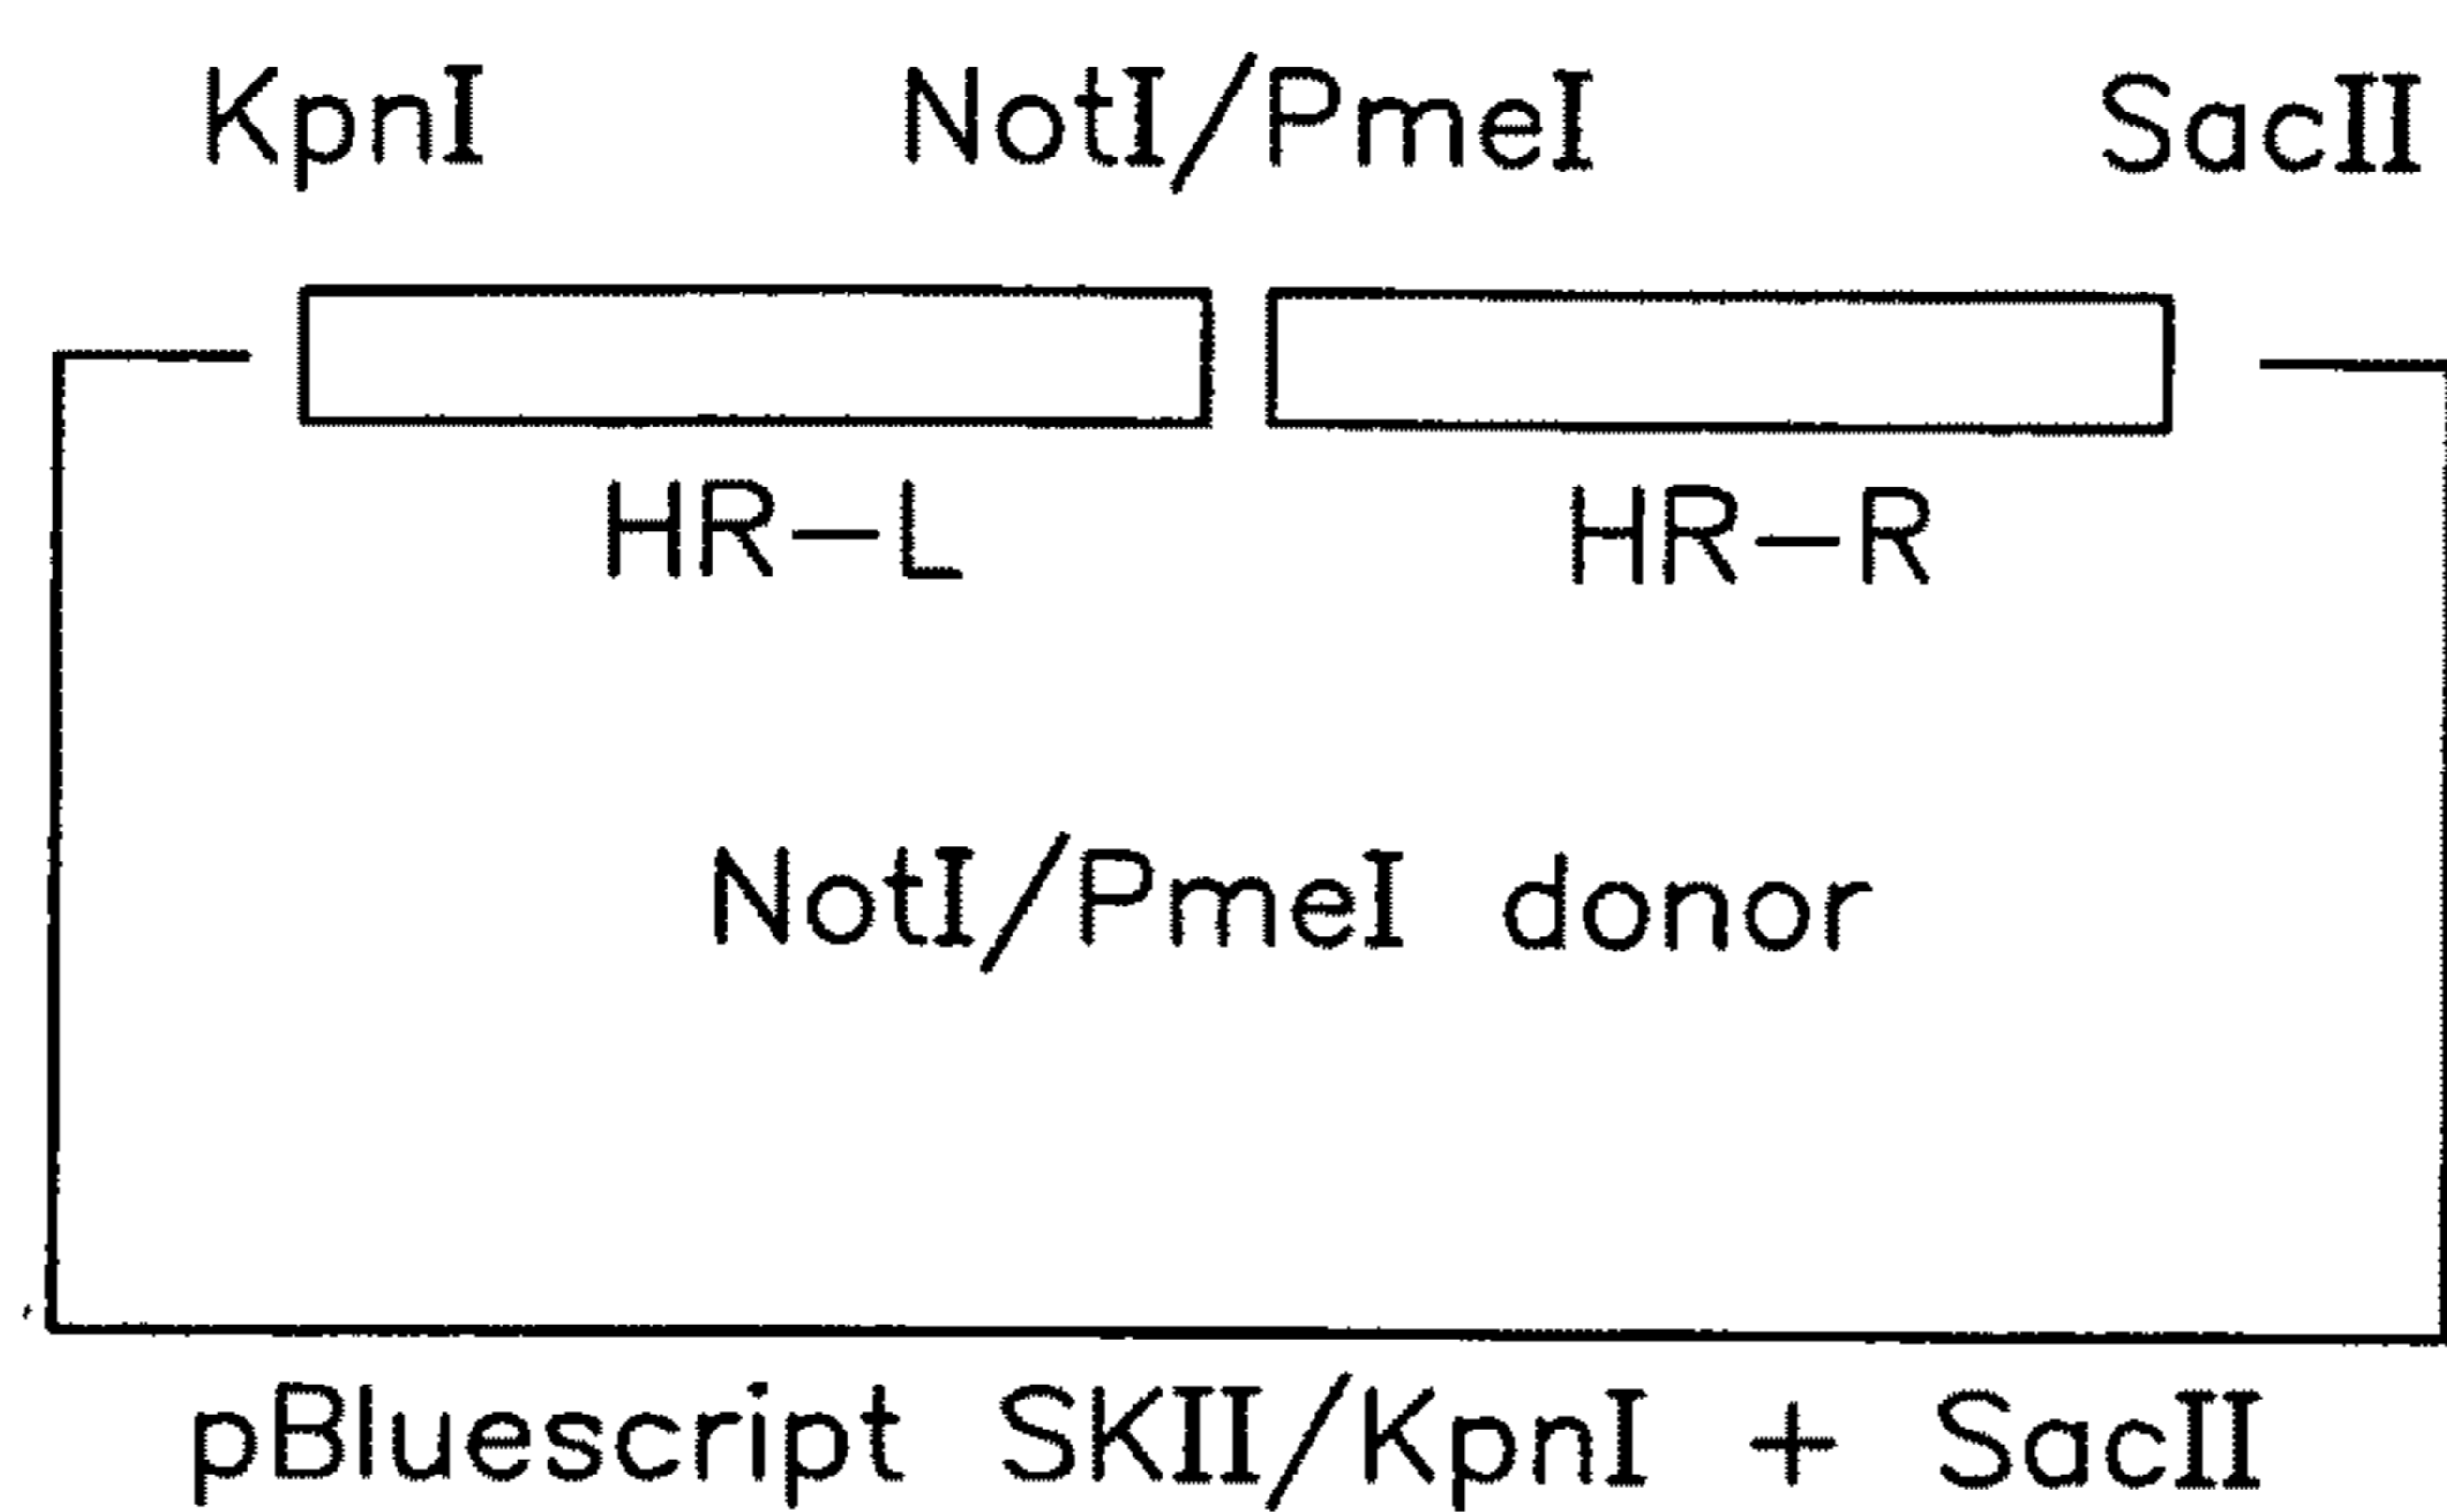 KpnI NotI/PmeI SacII
HR-L HR-R
NotI/PmeI donor
pBluescript SKII/KpnI + SacII